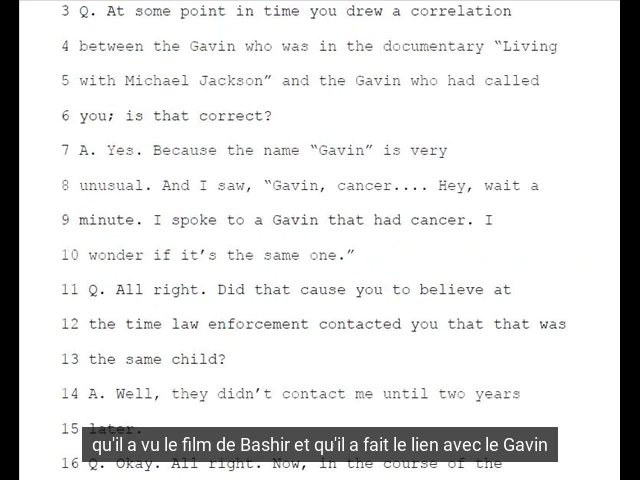 3 Q. At some point in time you drew a correlation
4 between the Gavin who was in the documentary “Living
5 with Michael Jackson” and the Gavin who had called
6 you; is that correct?
7 A. Yes. Because the name “Gavin” is very
8 unusual. And I saw, “Gavin, cancer.... Hey, wait a
9 minute. I spoke to a Gavin that had cancer. I
10 wonder if it’s the same one.”
11 Q. All right. Did that cause you to believe at
12 the time law enforcement contacted you that that was
13 the same child?
14 A. Well, they didn’t contact me until two years
15 later.
qu'il a vu le film de Bashir et qu'il a fait le lien avec le Gavin
16 Q. Okay. All right. Now, in the course of the